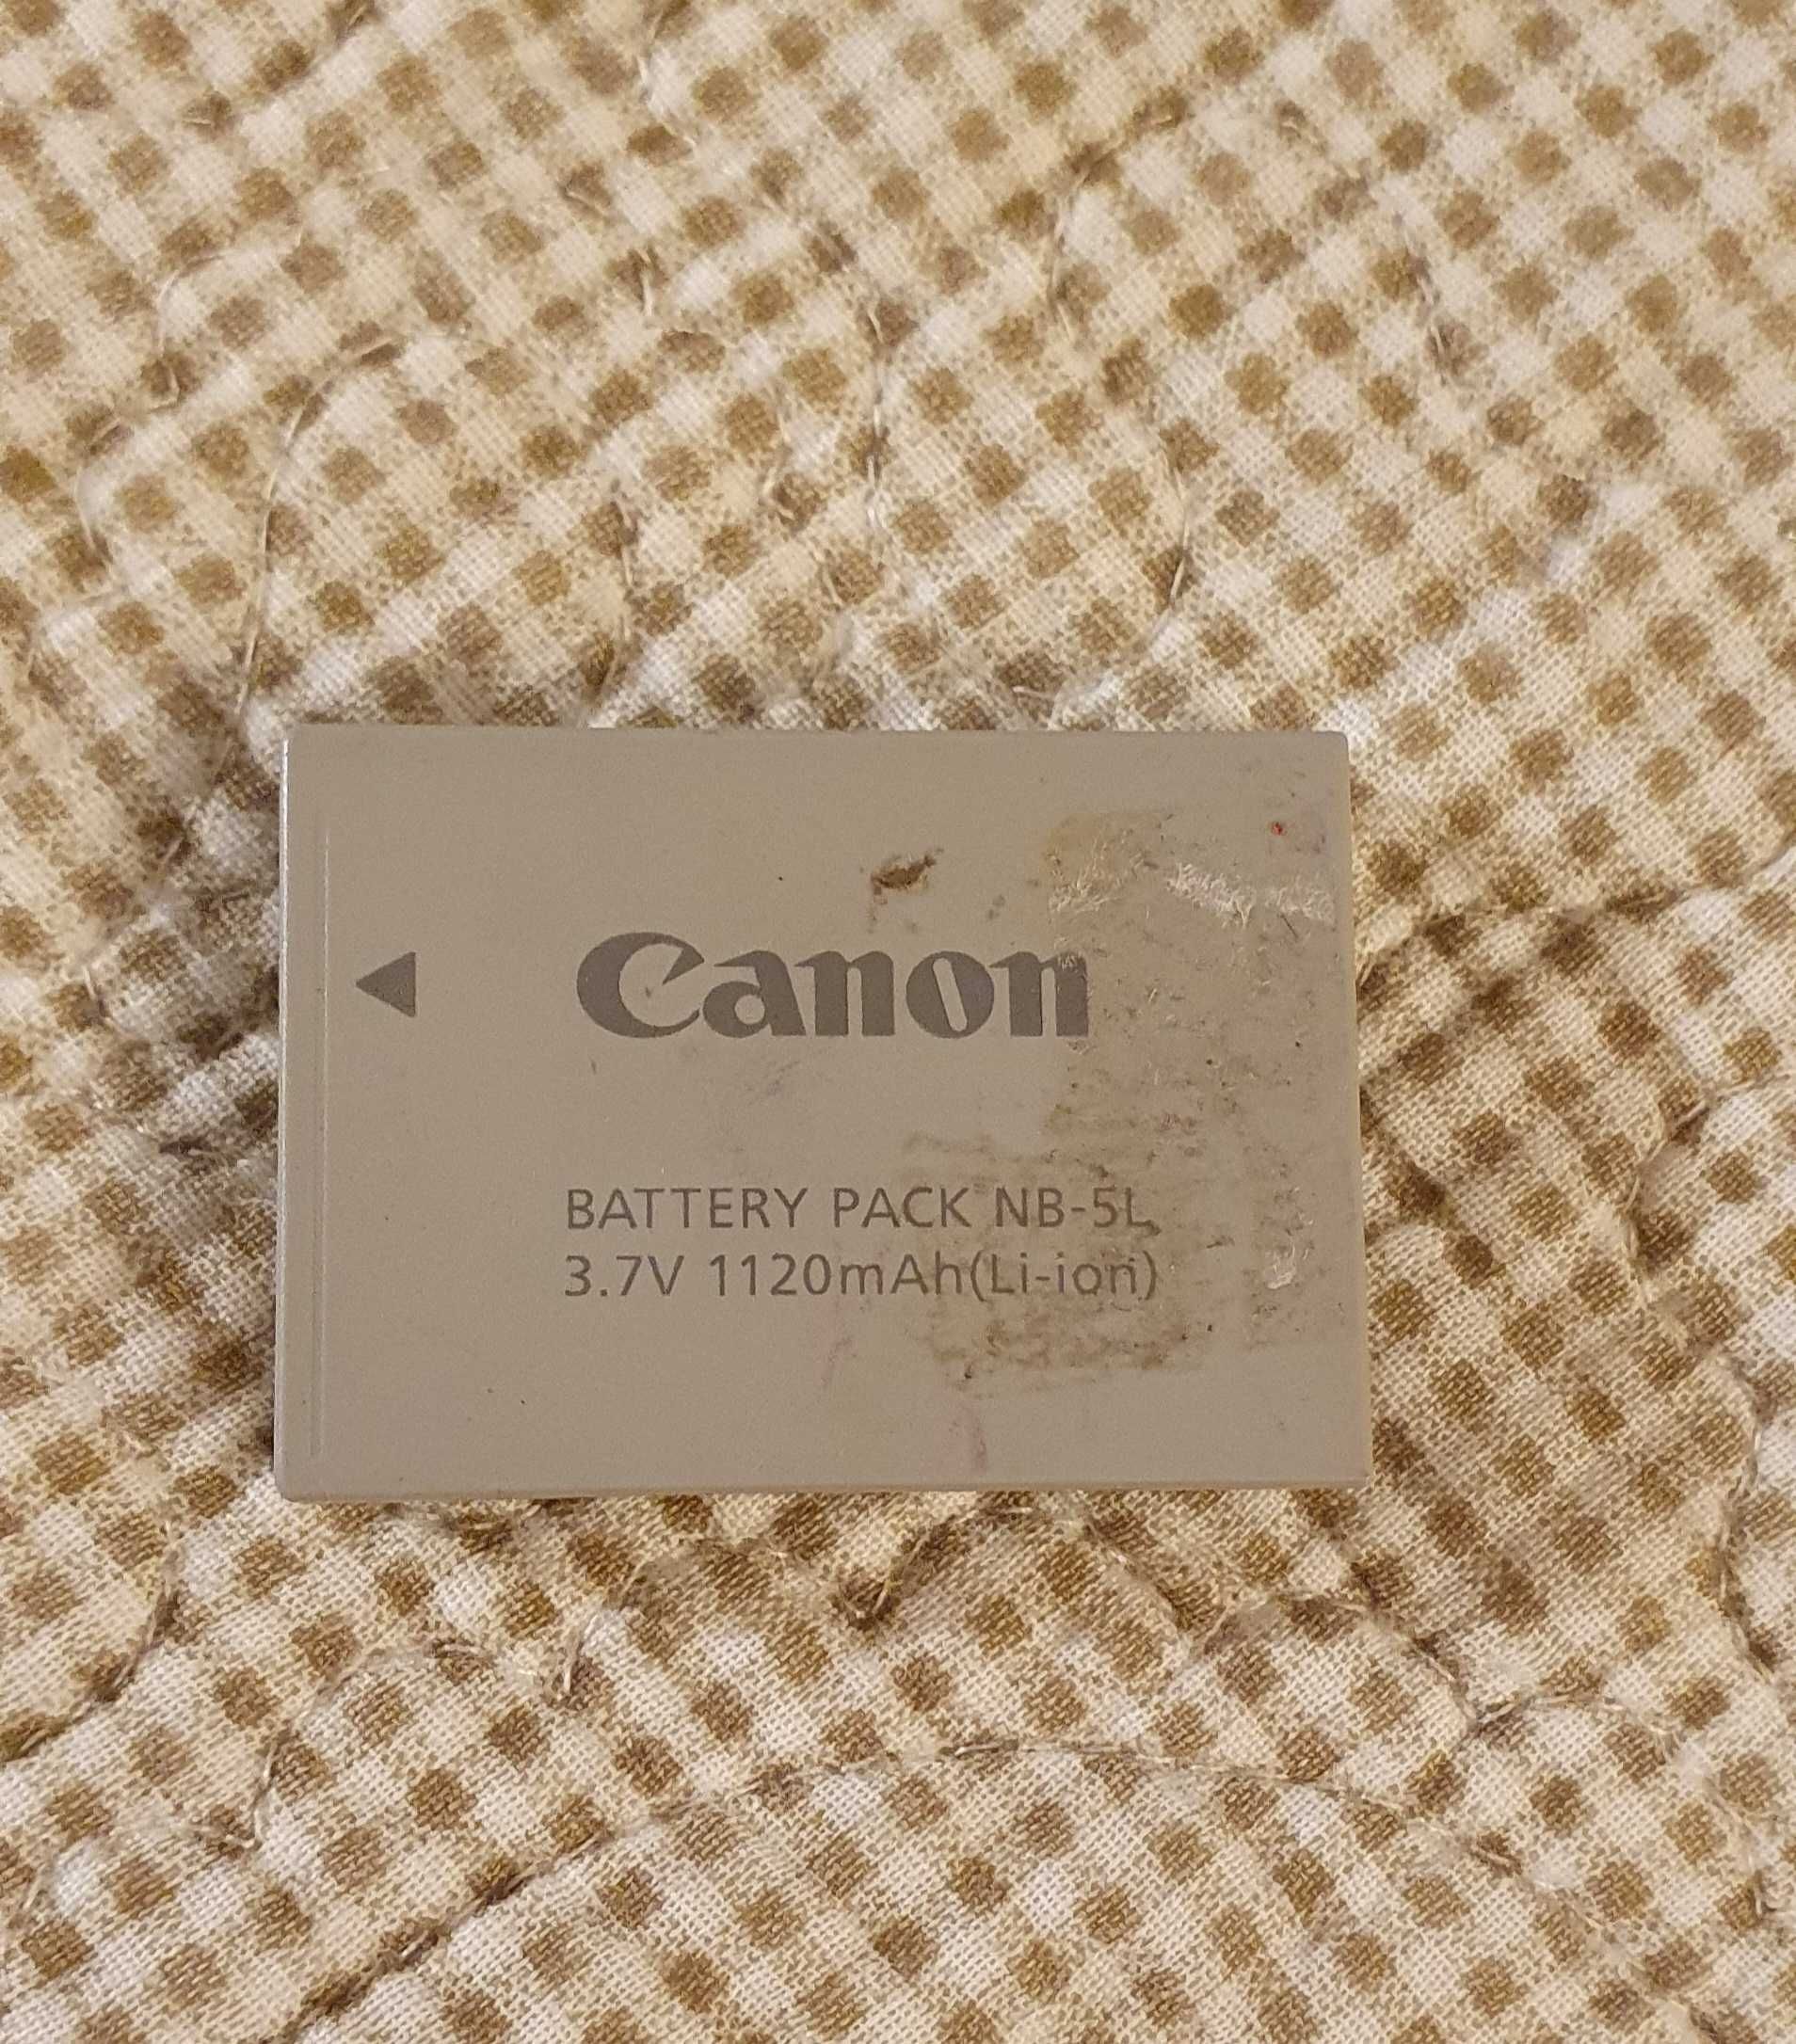 Canon
BATTERY PACK NB-5L
3.7V 1120mAh(Li-ion)